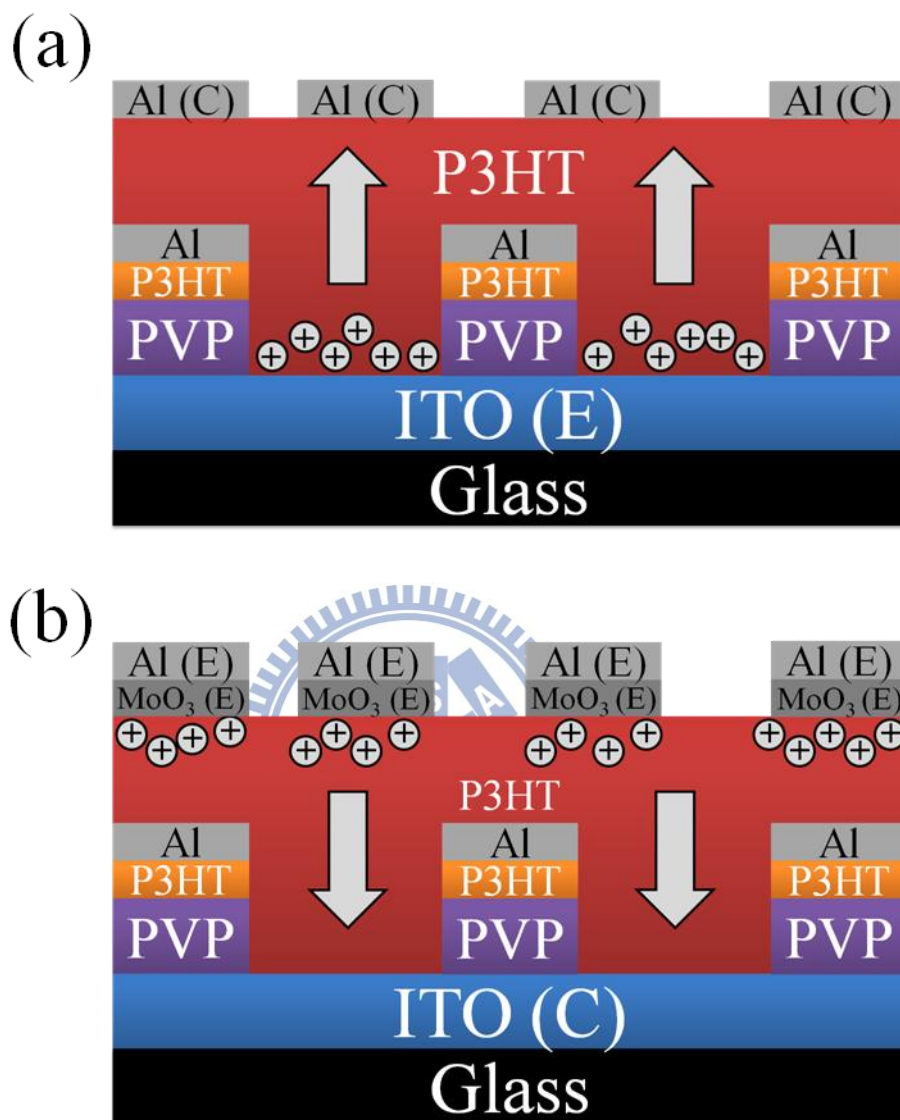 (a)
Al (C) Al (C) Al (C) Al (C)
P3HT
Al Al Al
P3HT P3HT P3HT
PVP PVP PVP
ITO (E)
Glass
(b)
Al (E) Al (E) Al (E) Al (E)
MoO₃ (E) MoO₃ (E) MoO₃ (E) MoO₃ (E)
P3HT
Al Al Al
P3HT P3HT P3HT
PVP PVP PVP
ITO (C)
Glass